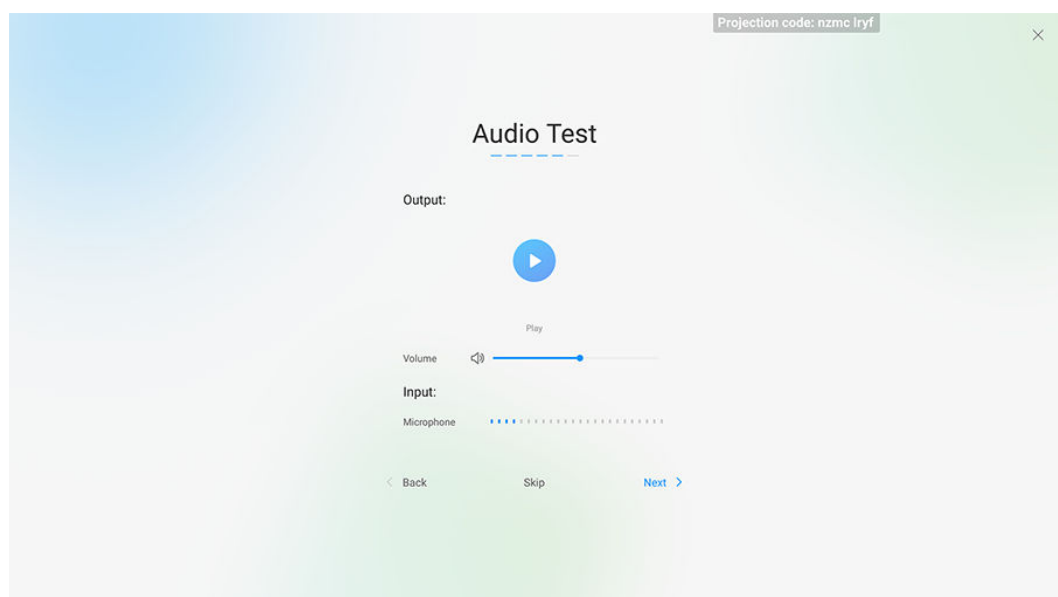 Projection code: nzmc lryf
Audio Test
Output:
Play
Volume
Input:
Microphone
Back Skip Next